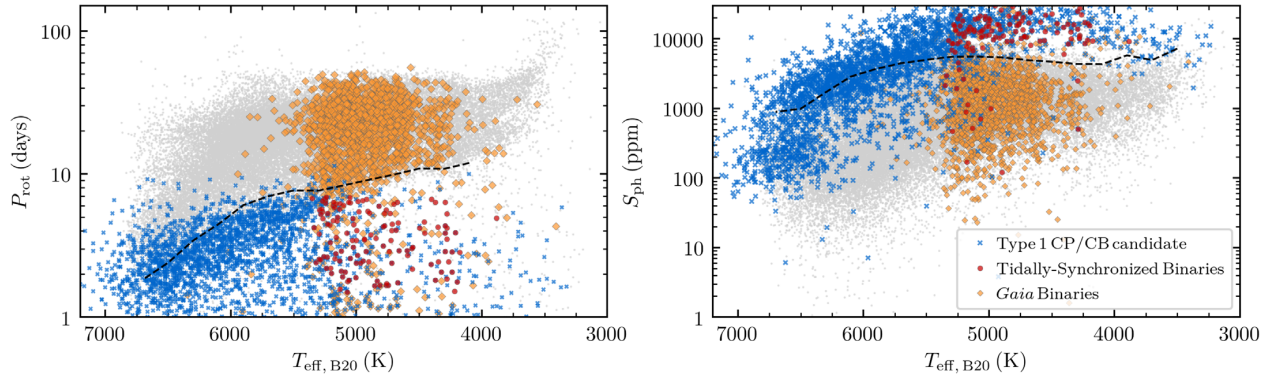 100
10
1
P_rot (days)
7000 6000 5000 4000 3000
T_eff, B20 (K)
10000
1000
100
10
1
S_ph (ppm)
7000 6000 5000 4000 3000
T_eff, B20 (K)
Type 1 CP/CB candidate
Tidally-Synchronized Binaries
Gaia Binaries